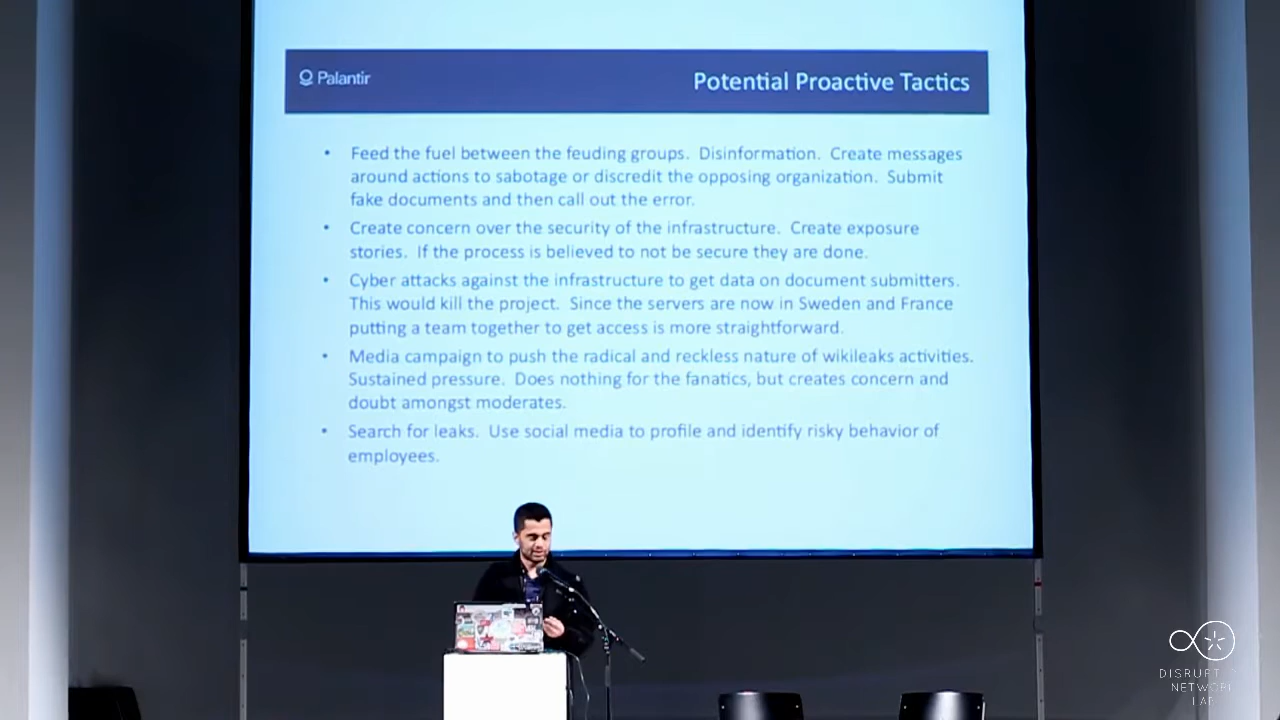 Palantir
Potential Proactive Tactics
• Feed the fuel between the feuding groups. Disinformation. Create messages
around actions to sabotage or discredit the opposing organization. Submit
fake documents and then call out the error.
• Create concern over the security of the infrastructure. Create exposure
stories. If the process is believed to not be secure they are done.
• Cyber attacks against the infrastructure to get data on document submitters.
This would kill the project. Since the servers are now in Sweden and France
putting a team together to get access is more straightforward.
• Media campaign to push the radical and reckless nature of wikileaks activities.
Sustained pressure. Does nothing for the fanatics, but creates concern and
doubt amongst moderates.
• Search for leaks. Use social media to profile and identify risky behavior of
employees.
NETWORK
LAB